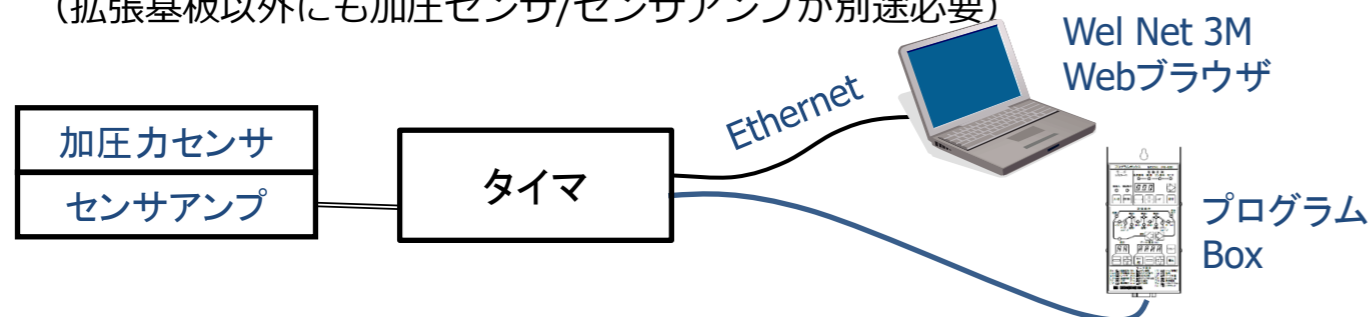 （拡張基板以外にも加圧センサ/センサアンプが別途必要）
Wel Net 3M
Webブラウザ
Ethernet
加圧力センサ
センサアンプ
タイマ
プログラム
Box